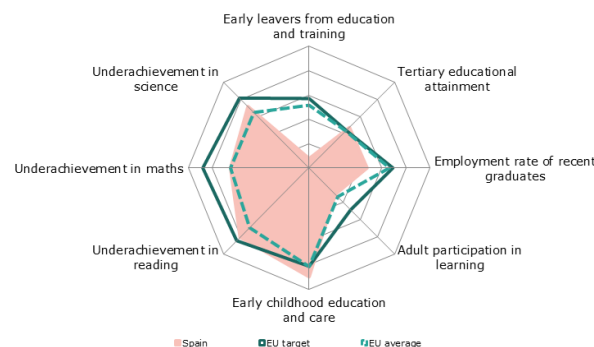 Early leavers from education
and training
Underachievement in
science
Tertiary educational
attainment
Underachievement in maths
Employment rate of recent
graduates
Underachievement in
reading
Adult participation in
learning
Early childhood education
and care
Spain
EU target
EU average